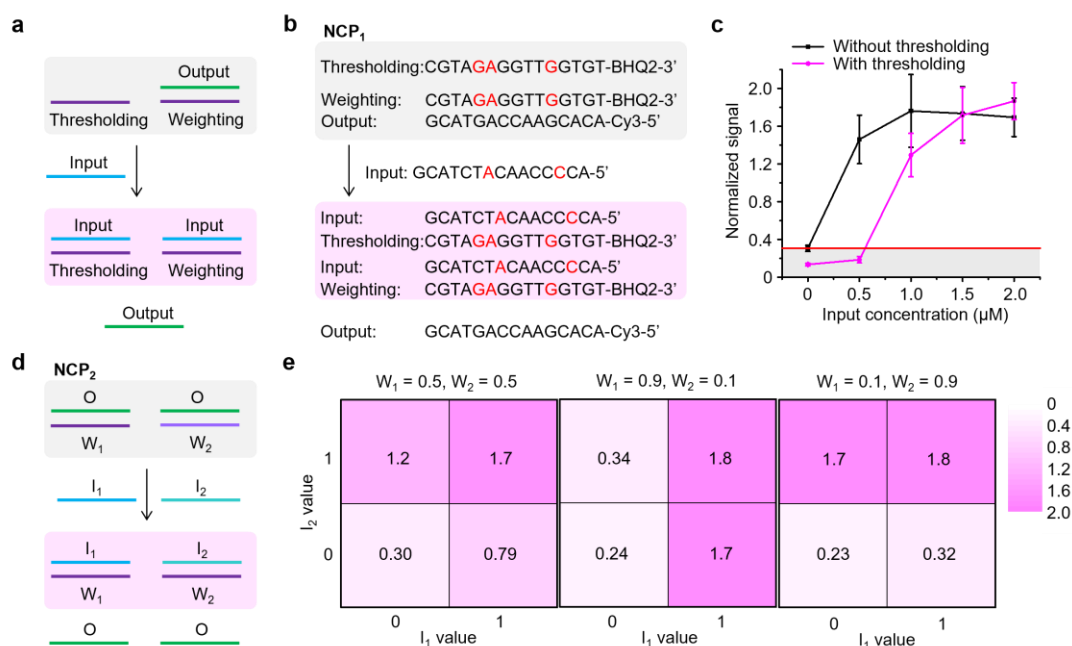 a
Output
Thresholding
Weighting
Input
Input
Input
Thresholding
Weighting
Output
b
NCP1
Thresholding:CGTAGAGGTTGGTGT-BHQ2-3’
Weighting: CGTAGAGGTTGGTGT-BHQ2-3’
Output: GCATGACCAAGCACA-Cy3-5’
Input: GCATCTACAACCCCA-5’
Input: GCATCTACAACCCCA-5’
Thresholding:CGTAGAGGTTGGTGT-BHQ2-3’
Input: GCATCTACAACCCCA-5’
Weighting: CGTAGAGGTTGGTGT-BHQ2-3’
Output: GCATGACCAAGCACA-Cy3-5’
c
Without thresholding
With thresholding
Normalized signal
2.0
1.6
1.2
0.8
0.4
0
0 0.5 1.0 1.5 2.0
Input concentration (μM)
d
NCP2
O O
W1 W2
I1 I2
I1 I2
W1 W2
O O
e
W1 = 0.5, W2 = 0.5
W1 = 0.9, W2 = 0.1
W1 = 0.1, W2 = 0.9
I2 value
1
0
1.2 1.7
0.30 0.79
0.34 1.8
0.24 1.7
1.7 1.8
0.23 0.32
0 1
I1 value
0 1
I1 value
0 1
I1 value
0
0.4
0.8
1.2
1.6
2.0